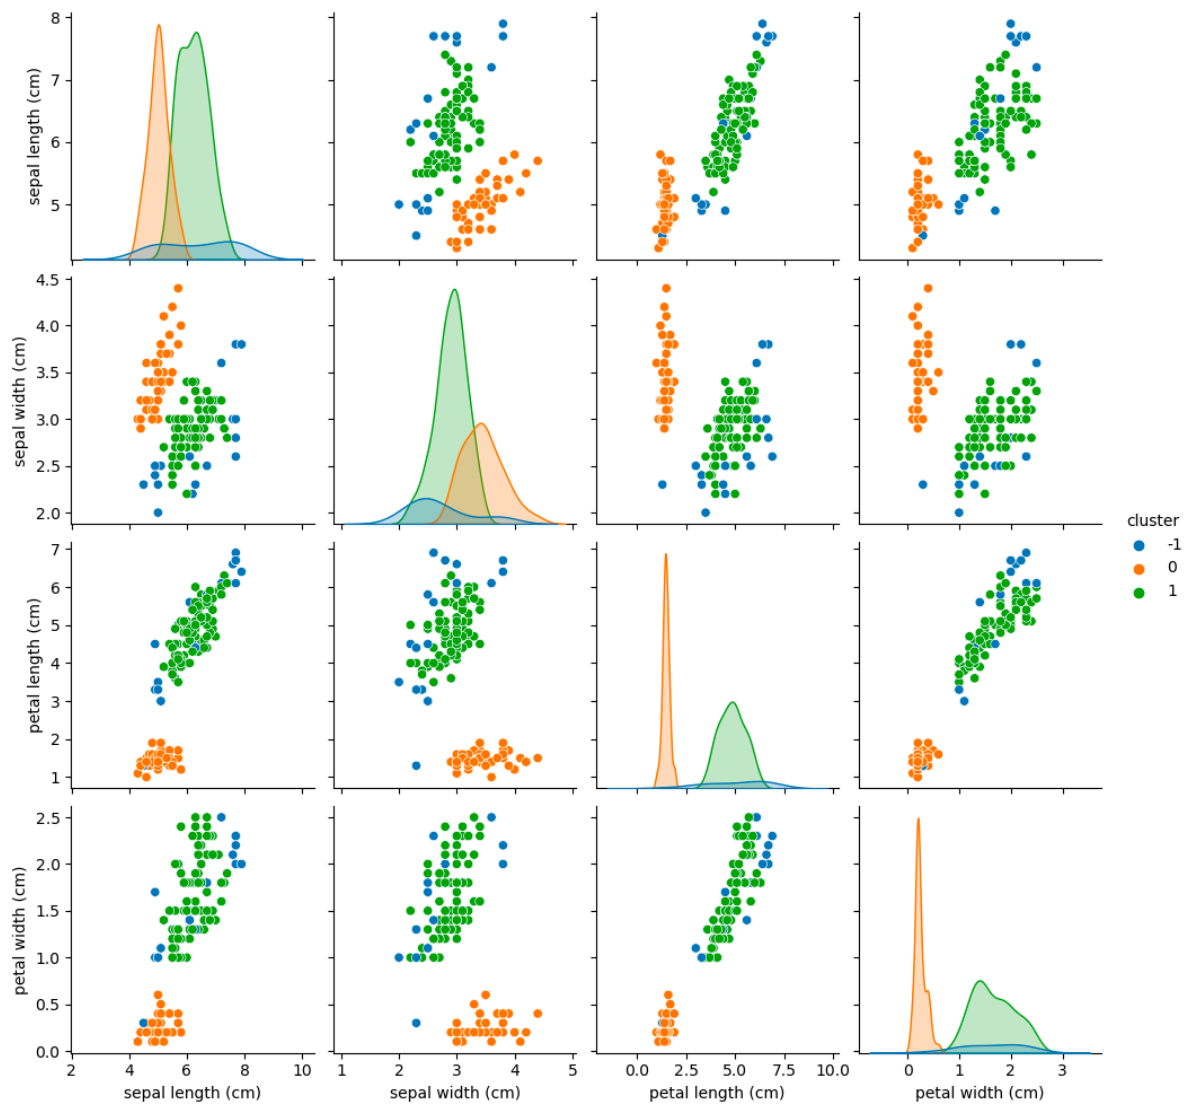 8
7
6
5
sepal length (cm)
4.5
4.0
3.5
3.0
2.5
2.0
sepal width (cm)
cluster
-1
0
1
7
6
5
4
3
2
1
petal length (cm)
2.5
2.0
1.5
1.0
0.5
0.0
petal width (cm)
2 4 6 8 10
1 2 3 4 5
0.0 2.5 5.0 7.5 10.0
0 1 2 3
sepal length (cm) sepal width (cm) petal length (cm) petal width (cm)